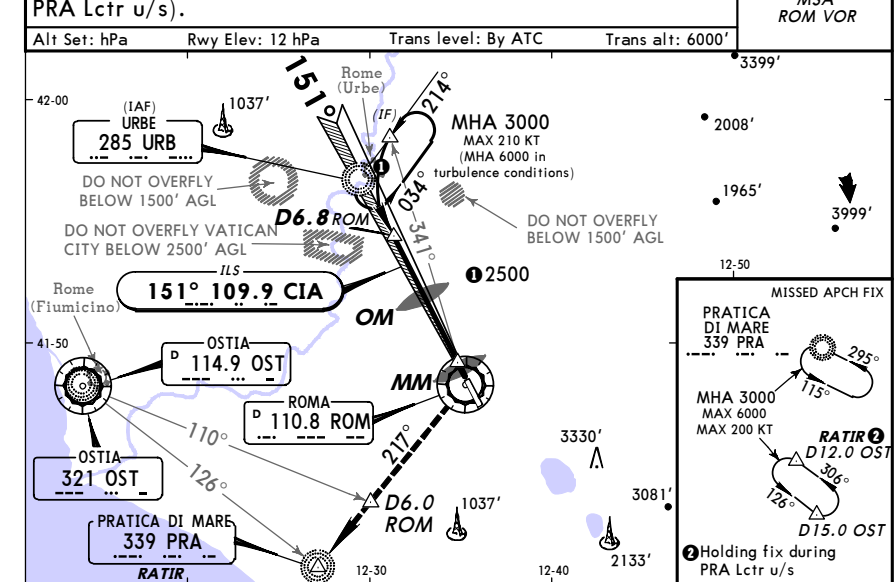 PRA Lctr u/s).
MSA
ROM VOR
Alt Set: hPa
Rwy Elev: 12 hPa
Trans level: By ATC
Trans alt: 6000'
3399'
42-00
(IAF)
URBE
285 URB
1037'
151°
Rome
(Urbe)
(IF)
214°
MHA 3000
MAX 210 KT
(MHA 6000 in
turbulence conditions)
2008'
1965'
3999'
DO NOT OVERFLY
BELOW 1500' AGL
1
034°
D6.8 ROM
341°
DO NOT OVERFLY
BELOW 1500' AGL
DO NOT OVERFLY VATICAN
CITY BELOW 2500' AGL
ILS
151° 109.9 CIA
1 2500
12-50
Rome
(Fiumicino)
OM
41-50
OSTIA
D 114.9 OST
MM
ROMA
D 110.8 ROM
110°
126°
217°
OSTIA
321 OST
D6.0
ROM
1037'
3330'
3081'
2133'
PRATICA DI MARE
339 PRA
RATIR
12-30
12-40
MISSED APCH FIX
PRATICA
DI MARE
339 PRA
295°
115°
MHA 3000
MAX 6000
MAX 200 KT
RATIR 2
D12.0 OST
306°
126°
D15.0 OST
2 Holding fix during
PRA Lctr u/s